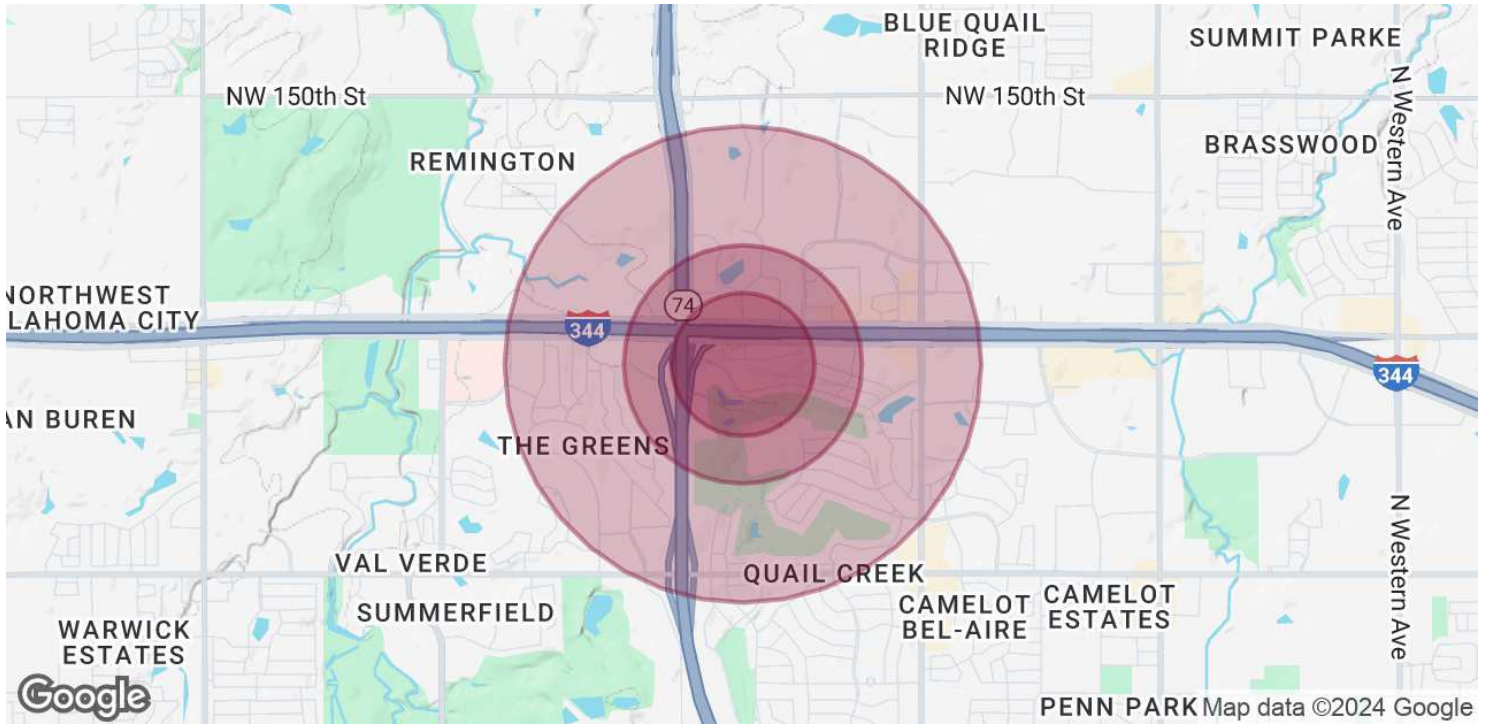 BLUE QUAIL
RIDGE
SUMMIT PARKE
NW 150th St
NW 150th St
N Western Ave
REMINGTON
BRASSWOOD
NORTHWEST
LAHOMA CITY
74
344
344
AN BUREN
THE GREENS
N Western Ave
VAL VERDE
QUAIL CREEK
SUMMERFIELD
CAMELOT
BEL-AIRE
CAMELOT
ESTATES
WARWICK
ESTATES
Google
PENN PARK
Map data ©2024 Google